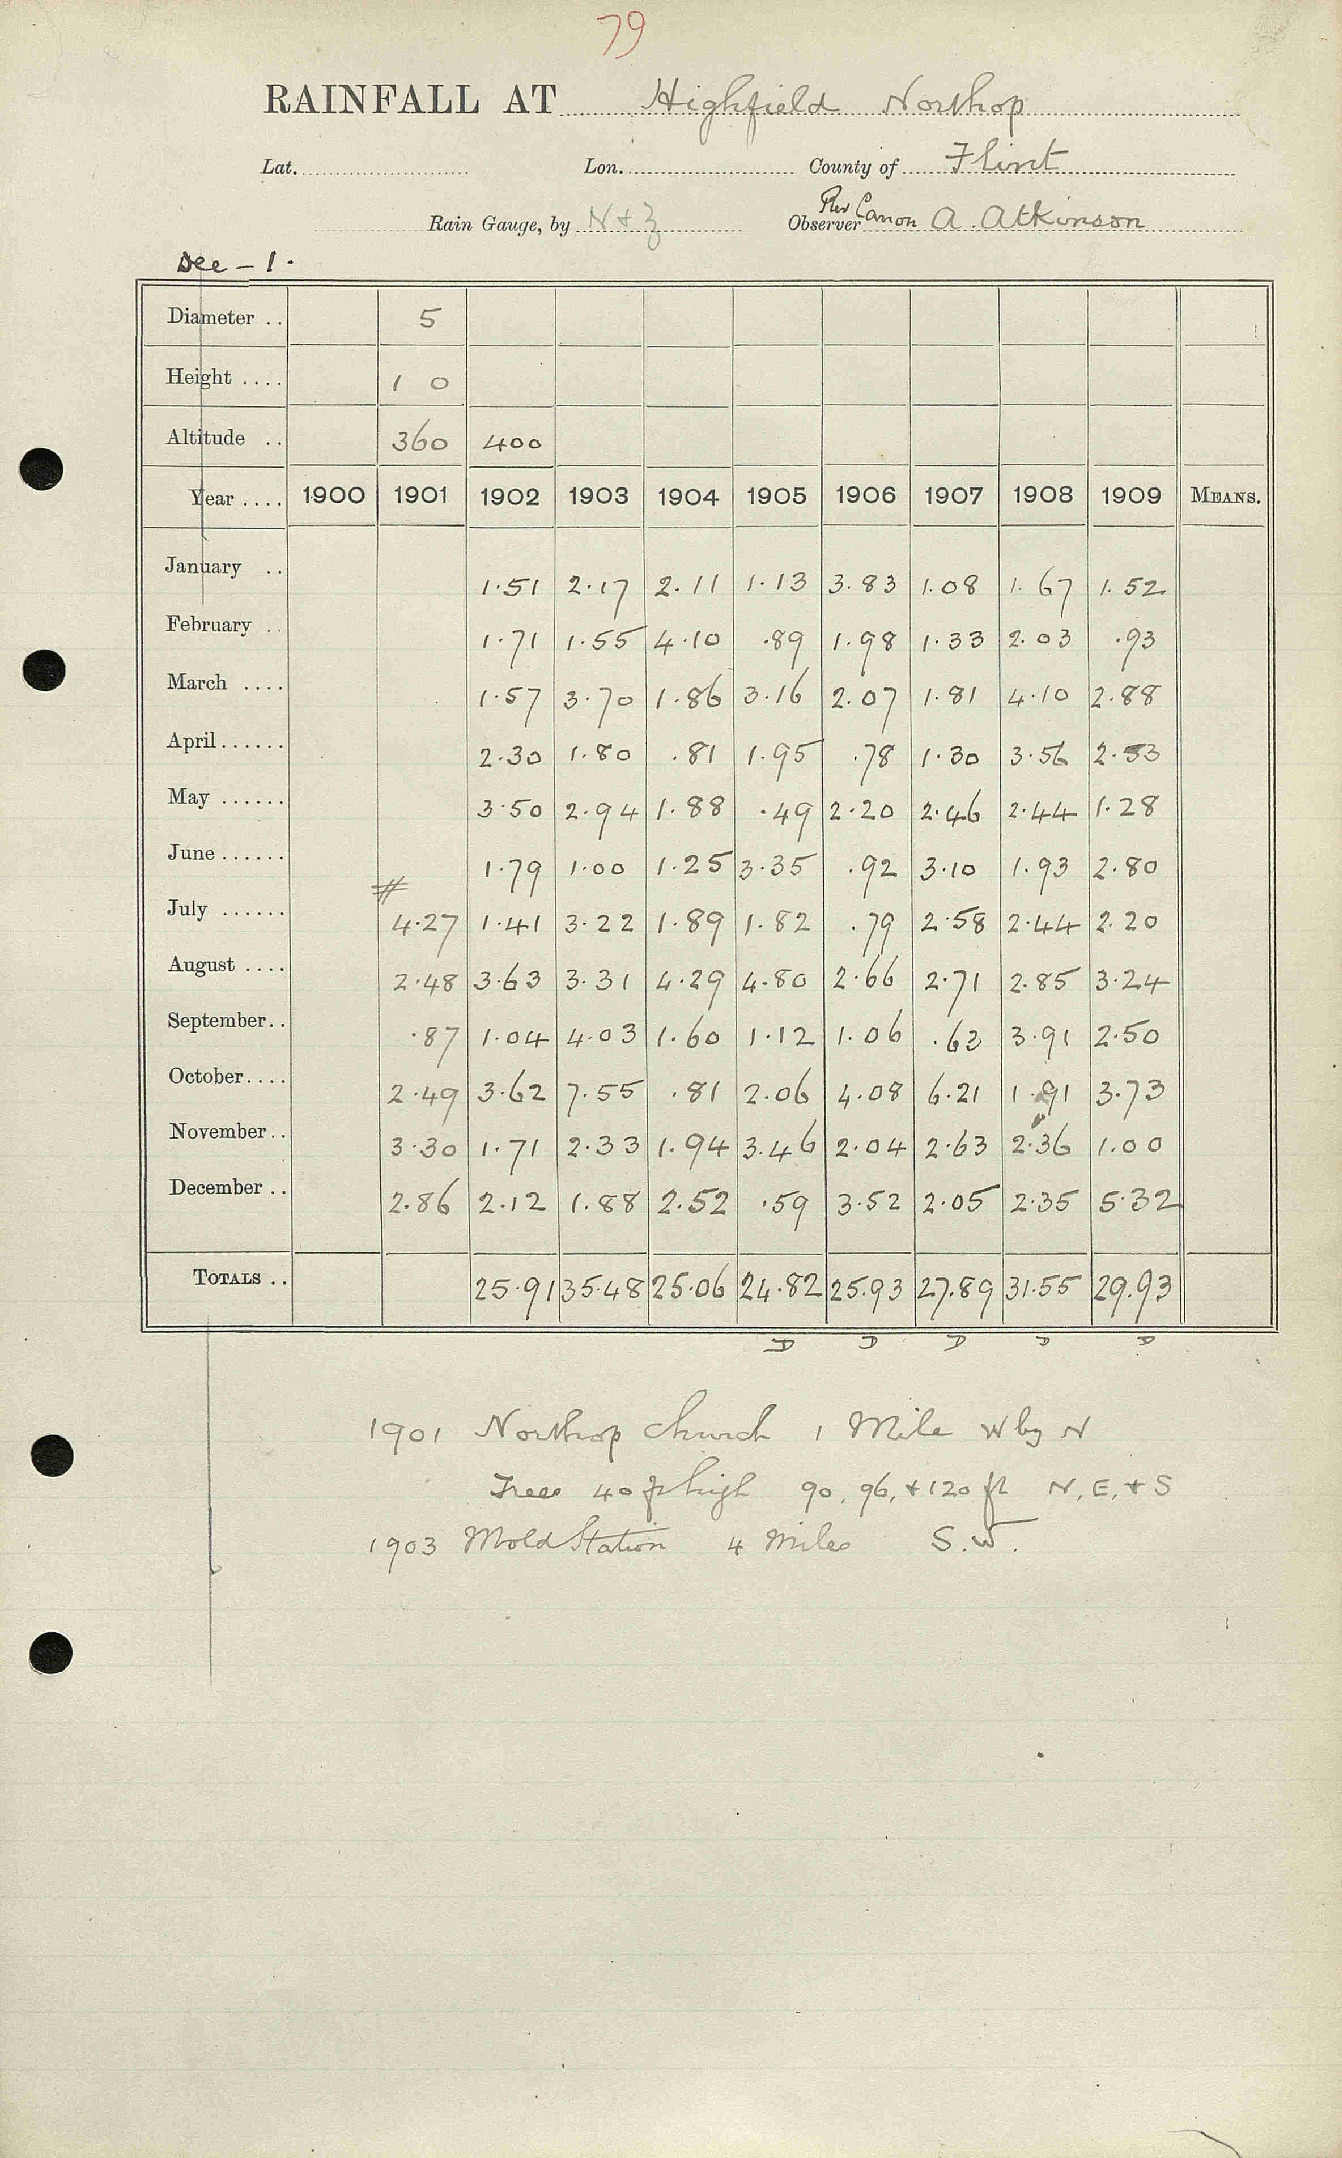 79
RAINFALL AT Highfield Northop
Lat. Lon. County of Flint
Rain Gauge, by N & Z Observer Rev Canon A. Atkinson
Dec - 1.
Diameter .. 5
Height .... 1 0
Altitude .. 360 400
Year .... 1900 1901 1902 1903 1904 1905 1906 1907 1908 1909 MEANS.
January .. 1.51 2.17 2.11 1.13 3.83 1.08 1.67 1.52
February .. 1.71 1.55 4.10 .89 1.98 1.33 2.03 .93
March .... 1.57 3.70 1.86 3.16 2.07 1.81 4.10 2.88
April...... 2.30 1.80 .81 1.95 .78 1.30 3.56 2.53
May ...... 3.50 2.94 1.88 .49 2.20 2.46 2.44 1.28
June ...... 1.79 1.00 1.25 3.35 .92 3.10 1.93 2.80
July ...... # 4.27 1.41 3.22 1.89 1.82 .79 2.58 2.44 2.20
August .... 2.48 3.63 3.31 4.29 4.80 2.66 2.71 2.85 3.24
September.. .87 1.04 4.03 1.60 1.12 1.06 .63 3.91 2.50
October.... 2.49 3.62 7.55 .81 2.06 4.08 6.21 1.91 3.73
November.. 3.30 1.71 2.33 1.94 3.46 2.04 2.63 2.36 1.00
December .. 2.86 2.12 1.88 2.52 .59 3.52 2.05 2.35 5.32
TOTALS .. 25.91 35.48 25.06 24.82 25.93 27.89 31.55 29.93
D D D D D
1901 Northop Church 1 Mile W by N
Trees 40 ft high 90, 96, & 120 ft N, E, & S
1903 Mold Station 4 Miles S.W.